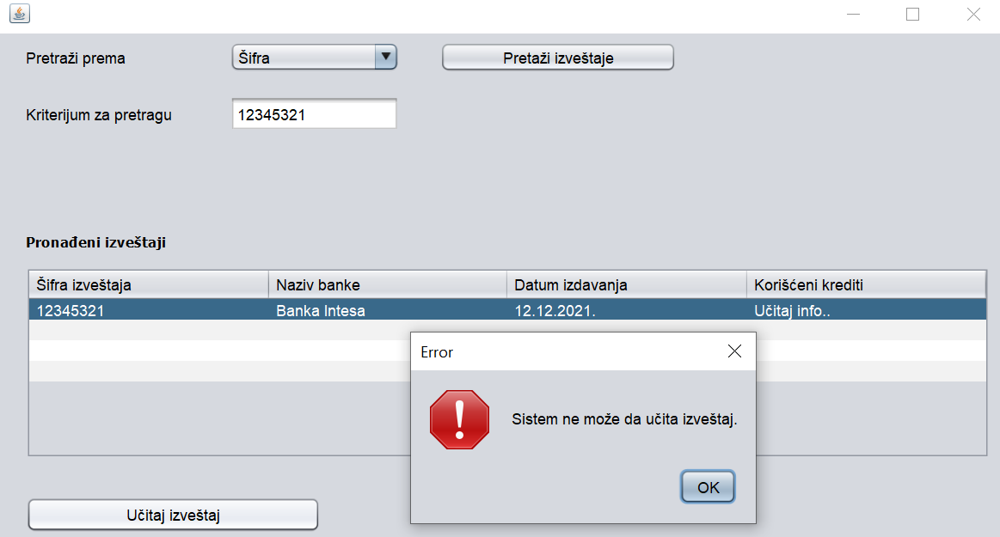 Pretraži prema Šifra Pretaži izveštaje
Kriterijum za pretragu 12345321
Pronađeni izveštaji
Šifra izveštaja Naziv banke Datum izdavanja Korišćeni krediti
12345321 Banka Intesa 12.12.2021. Učitaj info..
Error
Sistem ne može da učita izveštaj.
OK
Učitaj izveštaj